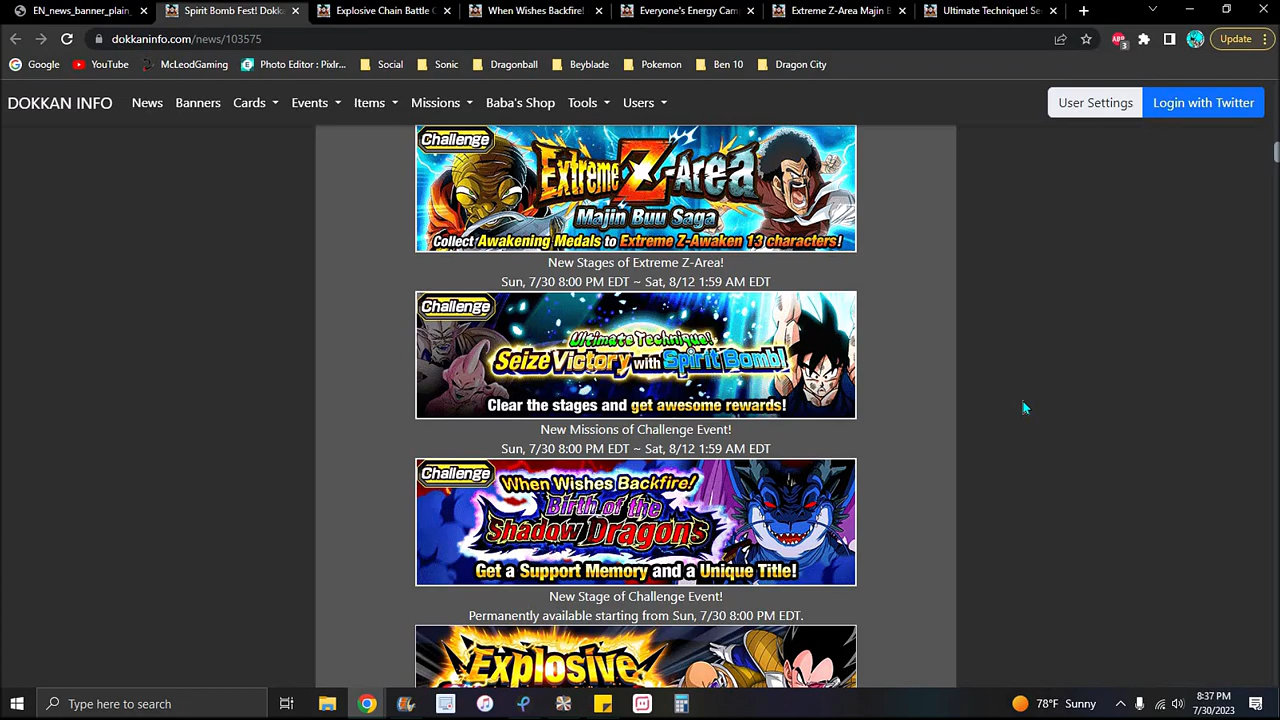 EN_news_banner_plain_
Spirit Bomb Fest! Dokka
Explosive Chain Battle C
When Wishes Backfire!
Everyone's Energy Cam
Extreme Z-Area Majin B
Ultimate Technique! Se
dokkaninfo.com/news/103575
3
Update
Google
YouTube
McLeodGaming
Photo Editor : Pixlr...
Social
Sonic
Dragonball
Beyblade
Pokemon
Ben 10
Dragon City
DOKKAN INFO
News
Banners
Cards
Events
Items
Missions
Baba's Shop
Tools
Users
User Settings
Login with Twitter
Challenge
Extreme Z-Area
Majin Buu Saga
Collect Awakening Medals to Extreme Z-Awaken 13 characters!
New Stages of Extreme Z-Area!
Sun, 7/30 8:00 PM EDT ~ Sat, 8/12 1:59 AM EDT
Challenge
Ultimate Technique!
Seize Victory with Spirit Bomb!
Clear the stages and get awesome rewards!
New Missions of Challenge Event!
Sun, 7/30 8:00 PM EDT ~ Sat, 8/12 1:59 AM EDT
Challenge
When Wishes Backfire!
Birth of the
Shadow Dragons
Get a Support Memory and a Unique Title!
New Stage of Challenge Event!
Permanently available starting from Sun, 7/30 8:00 PM EDT.
Explosive
Type here to search
78°F Sunny
8:37 PM
7/30/2023